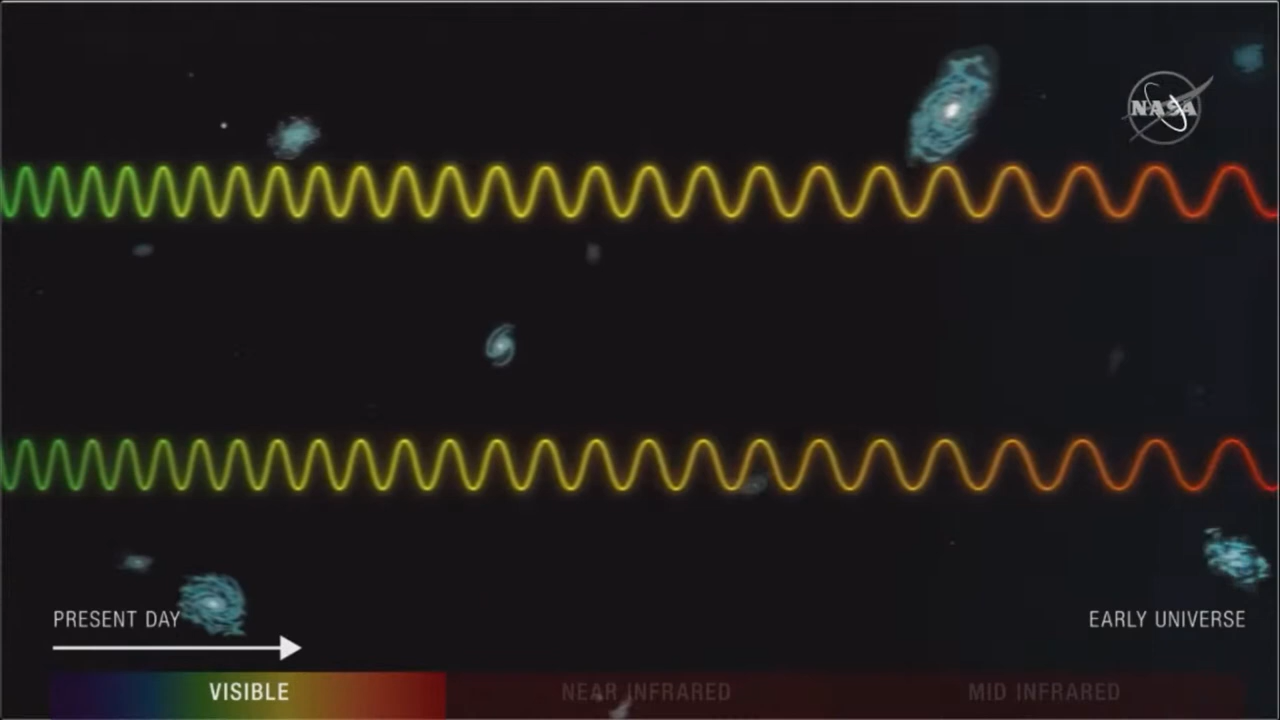 NASA
PRESENT DAY
EARLY UNIVERSE
VISIBLE
NEAR INFRARED
MID INFRARED